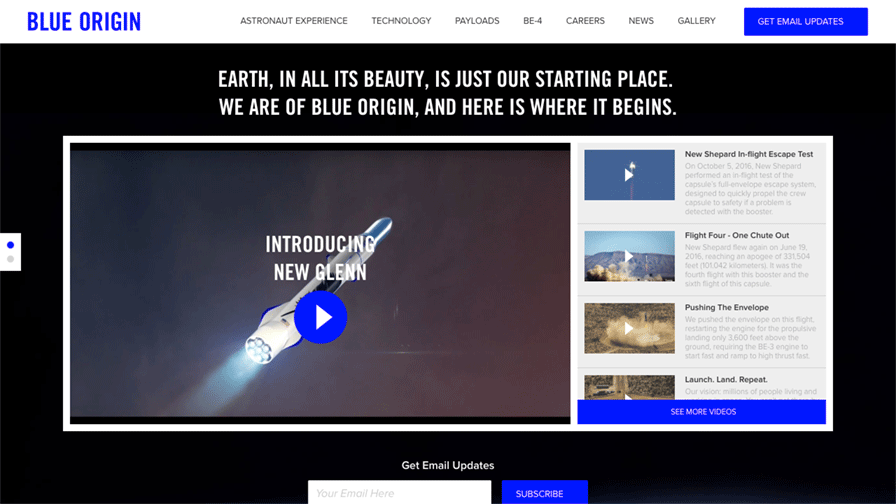 BLUE ORIGIN
ASTRONAUT EXPERIENCE
TECHNOLOGY
PAYLOADS
BE-4
CAREERS
NEWS
GALLERY
GET EMAIL UPDATES
EARTH, IN ALL ITS BEAUTY, IS JUST OUR STARTING PLACE.
WE ARE OF BLUE ORIGIN, AND HERE IS WHERE IT BEGINS.
INTRODUCING
NEW GLENN
New Shepard In-flight Escape Test
On October 5, 2016, New Shepard
performed an in-flight test of the
capsule's full-envelope escape system,
designed to quickly propel the crew
capsule to safety if a problem is
detected with the booster.
Flight Four - One Chute Out
New Shepard flew again on June 19,
2016, reaching an apogee of 331,504
feet (101,042 kilometers). It was the
fourth flight with this booster and the
sixth flight of this capsule.
Pushing The Envelope
We pushed the envelope on this flight,
restarting the engine for the propulsive
landing only 3,600 feet above the
ground, requiring the BE-3 engine to
start fast and ramp to high thrust fast.
Launch. Land. Repeat.
Our vision: millions of people living and
SEE MORE VIDEOS
Get Email Updates
Your Email Here
SUBSCRIBE